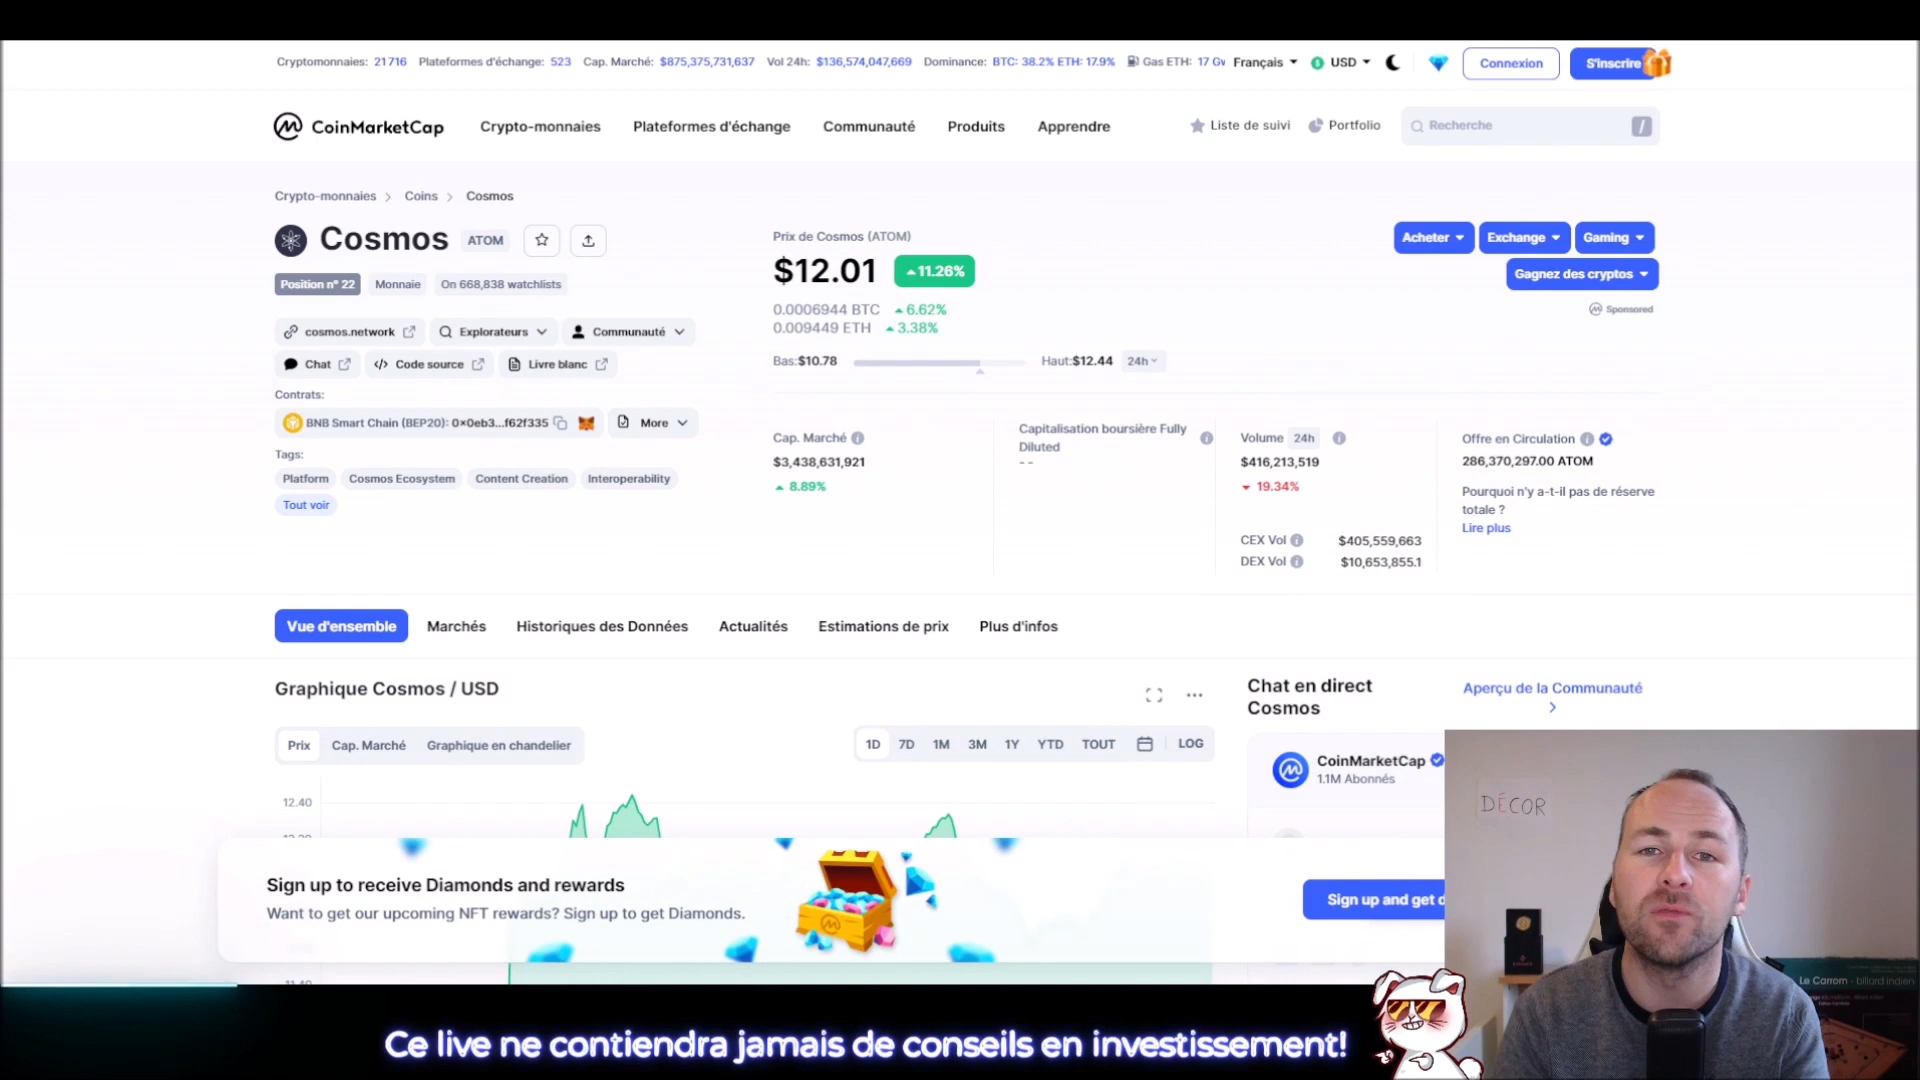 Cryptomonnaies: 21716 Plateformes d'échange: 523 Cap. Marché: $875,375,731,637 Vol 24h: $136,574,047,669 Dominance: BTC: 38.2% ETH: 17.9% Gas ETH: 17 Gw Français USD Connexion S'inscrire
CoinMarketCap Crypto-monnaies Plateformes d'échange Communauté Produits Apprendre Liste de suivi Portfolio Recherche /
Crypto-monnaies Coins Cosmos
Cosmos ATOM
Position n° 22 Monnaie On 668,838 watchlists
cosmos.network Explorateurs Communauté
Chat Code source Livre blanc
Contrats:
BNB Smart Chain (BEP20): 0x0eb3...f62f335 More
Tags:
Platform Cosmos Ecosystem Content Creation Interoperability
Tout voir
Prix de Cosmos (ATOM)
$12.01 11.26%
0.0006944 BTC 6.62%
0.009449 ETH 3.38%
Bas:$10.78 Haut:$12.44 24h
Acheter Exchange Gaming
Gagnez des cryptos
Sponsored
Cap. Marché
$3,438,631,921
8.89%
Capitalisation boursière Fully
Diluted
- -
Volume 24h
$416,213,519
19.34%
CEX Vol $405,559,663
DEX Vol $10,653,855.1
Offre en Circulation
286,370,297.00 ATOM
Pourquoi n'y a-t-il pas de réserve
totale ?
Lire plus
Vue d'ensemble Marchés Historiques des Données Actualités Estimations de prix Plus d'infos
Graphique Cosmos / USD
Prix Cap. Marché Graphique en chandelier 1D 7D 1M 3M 1Y YTD TOUT LOG
12.40
Chat en direct
Cosmos
Aperçu de la Communauté
CoinMarketCap
1.1M Abonnés
Sign up to receive Diamonds and rewards
Want to get our upcoming NFT rewards? Sign up to get Diamonds.
Sign up and get d
DÉCOR
Le Carrom - billard indien
Ce live ne contiendra jamais de conseils en investissement!